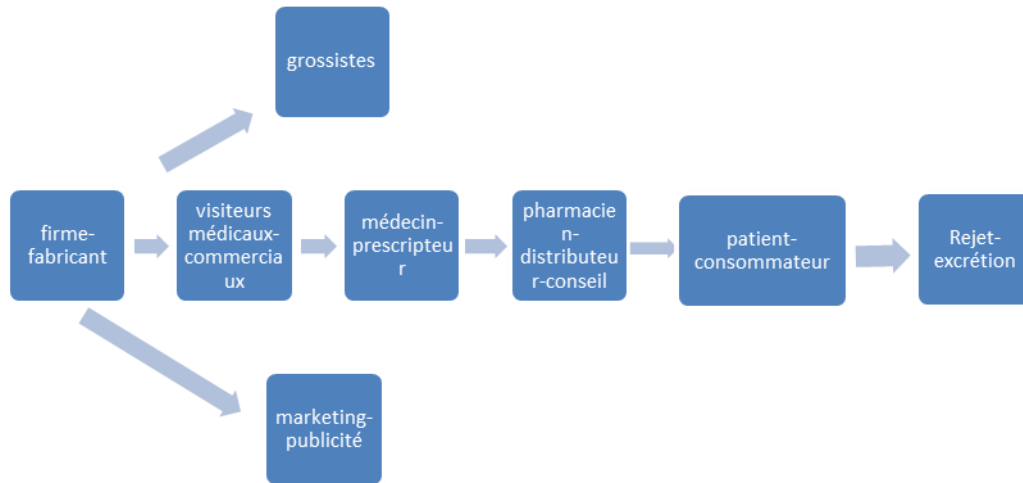 grossistes
firme-
fabricant
visiteurs
médicaux-
commercia
ux
médecin-
prescripteu
r
pharmacie
n-
distributeu
r-conseil
patient-
consommateur
Rejet-
excrétion
marketing-
publicité